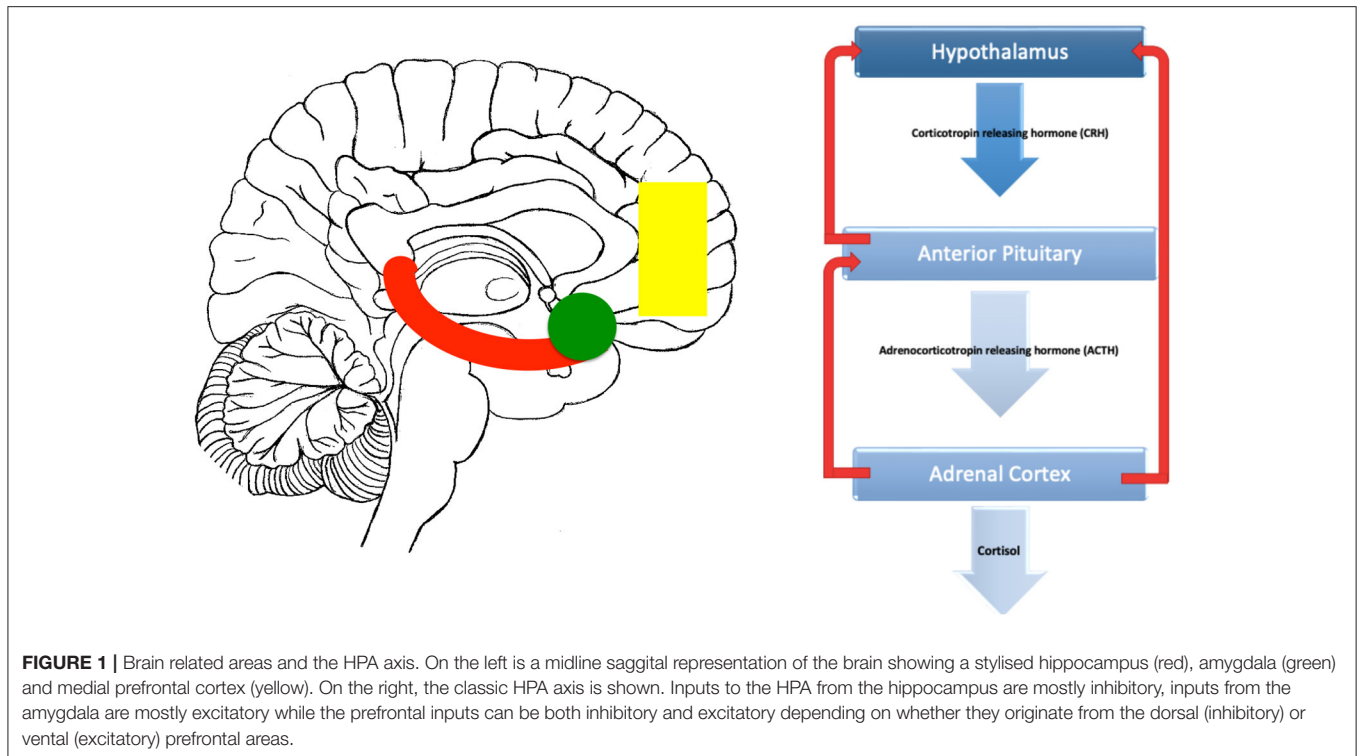 Hypothalamus
Corticotropin releasing hormone (CRH)
Anterior Pituitary
Adrenocorticotropin releasing hormone (ACTH)
Adrenal Cortex
Cortisol
FIGURE 1 | Brain related areas and the HPA axis. On the left is a midline saggital representation of the brain showing a stylised hippocampus (red), amygdala (green)
and medial prefrontal cortex (yellow). On the right, the classic HPA axis is shown. Inputs to the HPA from the hippocampus are mostly inhibitory, inputs from the
amygdala are mostly excitatory while the prefrontal inputs can be both inhibitory and excitatory depending on whether they originate from the dorsal (inhibitory) or
vental (excitatory) prefrontal areas.